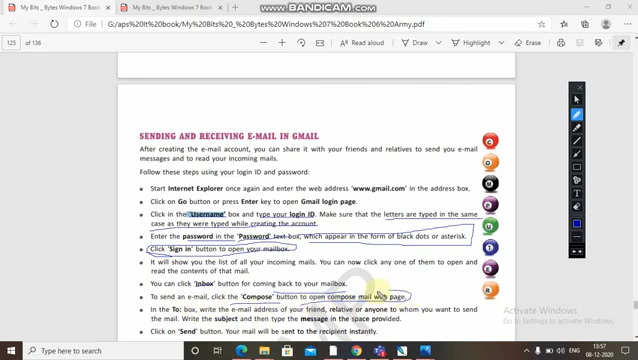 WWW.BANDICAM.COM
My Bits _ Bytes Windows 7 Book
My Bits _ Bytes Windows 7 Book
File
G:/aps%20It%20book/My%20Bits%20_%20Bytes%20Windows%207%20Book%206%20Army.pdf
125 of 136
Read aloud
Draw
Highlight
Erase
SENDING AND RECEIVING E-MAIL IN GMAIL
After creating the e-mail account, you can share it with your friends and relatives to send you e-mail
messages and to read your incoming mails.
Follow these steps using your login ID and password:
Start Internet Explorer once again and enter the web address 'www.gmail.com' in the address box.
Click on Go button or press Enter key to open Gmail login page.
Click in the 'Username' box and type your login ID. Make sure that the letters are typed in the same
case as they were typed while creating the account.
Enter the password in the 'Password' text box, which appear in the form of black dots or asterisk.
Click 'Sign in' button to open your mailbox.
It will show you the list of all your incoming mails. You can now click any one of them to open and
read the contents of that mail.
You can click 'Inbox' button for coming back to your mailbox.
To send an e-mail, click the 'Compose' button to open compose mail web page.
In the To: box, write the e-mail address of your friend, relative or anyone to whom you want to send
the mail. Write the subject and then type the message in the space provided.
Click on Send' button. Your mail will be sent to the recipient instantly.
C
O
M
P
U
T
E
R
Activate Windows
Go to Settings to activate Windows.
ENG
13:57
08-12-2020